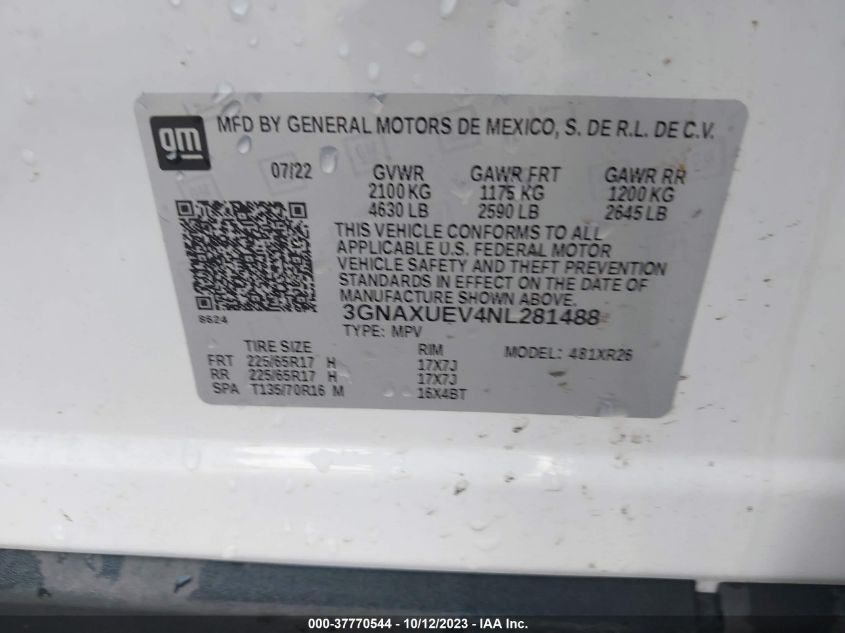 gm
MFD BY GENERAL MOTORS DE MEXICO, S. DE R.L. DE C.V.
07/22 GVWR GAWR FRT GAWR RR
2100 KG 1175 KG 1200 KG
4630 LB 2590 LB 2645 LB
THIS VEHICLE CONFORMS TO ALL
APPLICABLE U.S. FEDERAL MOTOR
VEHICLE SAFETY AND THEFT PREVENTION
STANDARDS IN EFFECT ON THE DATE OF
MANUFACTURE SHOWN ABOVE.
8624
3GNAXUEV4NL281488
TYPE: MPV
TIRE SIZE RIM MODEL: 481XR26
FRT 225/65R17 H 17X7J
RR 225/65R17 H 17X7J
SPA T135/70R16 M 16X4BT
000-37770544 - 10/12/2023 - IAA Inc.